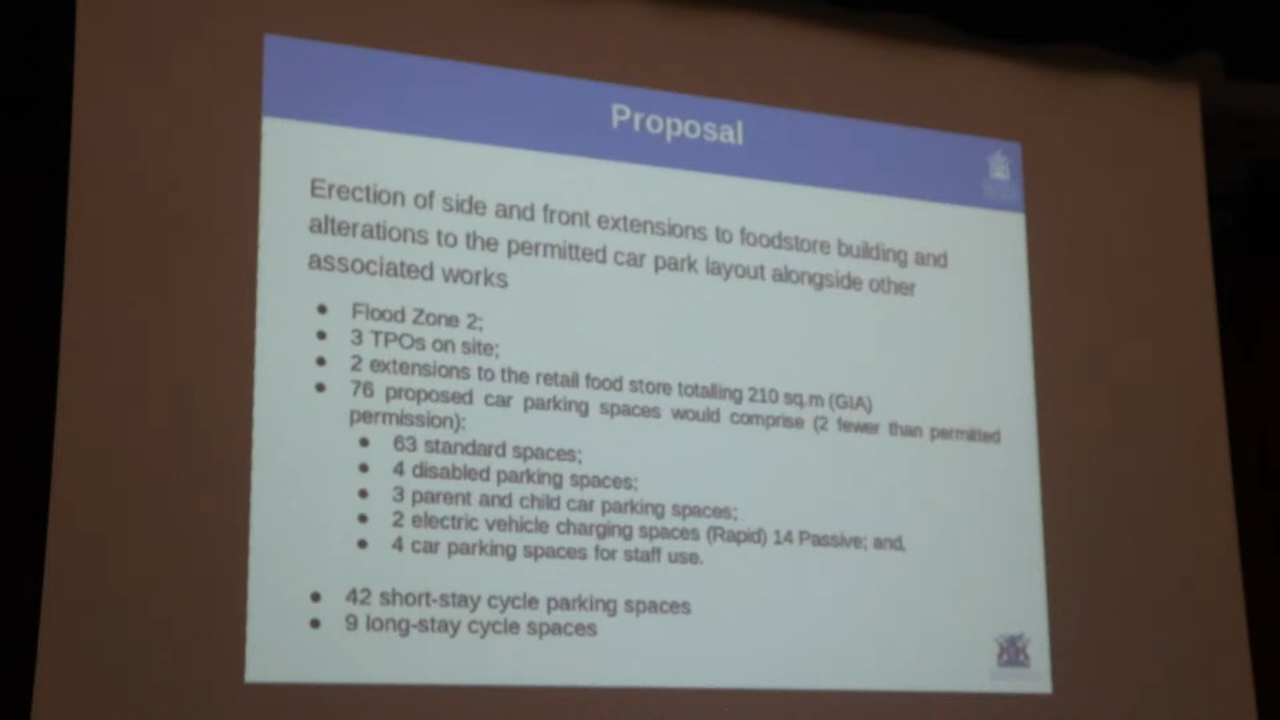 Proposal
Erection of side and front extensions to foodstore building and
alterations to the permitted car park layout alongside other
associated works
• Flood Zone 2;
• 3 TPOs on site;
• 2 extensions to the retail food store totalling 210 sq.m (GIA)
• 76 proposed car parking spaces would comprise (2 fewer than permitted
permission):
• 63 standard spaces;
• 4 disabled parking spaces;
• 3 parent and child car parking spaces;
• 2 electric vehicle charging spaces (Rapid) 14 Passive; and,
• 4 car parking spaces for staff use.
• 42 short-stay cycle parking spaces
• 9 long-stay cycle spaces